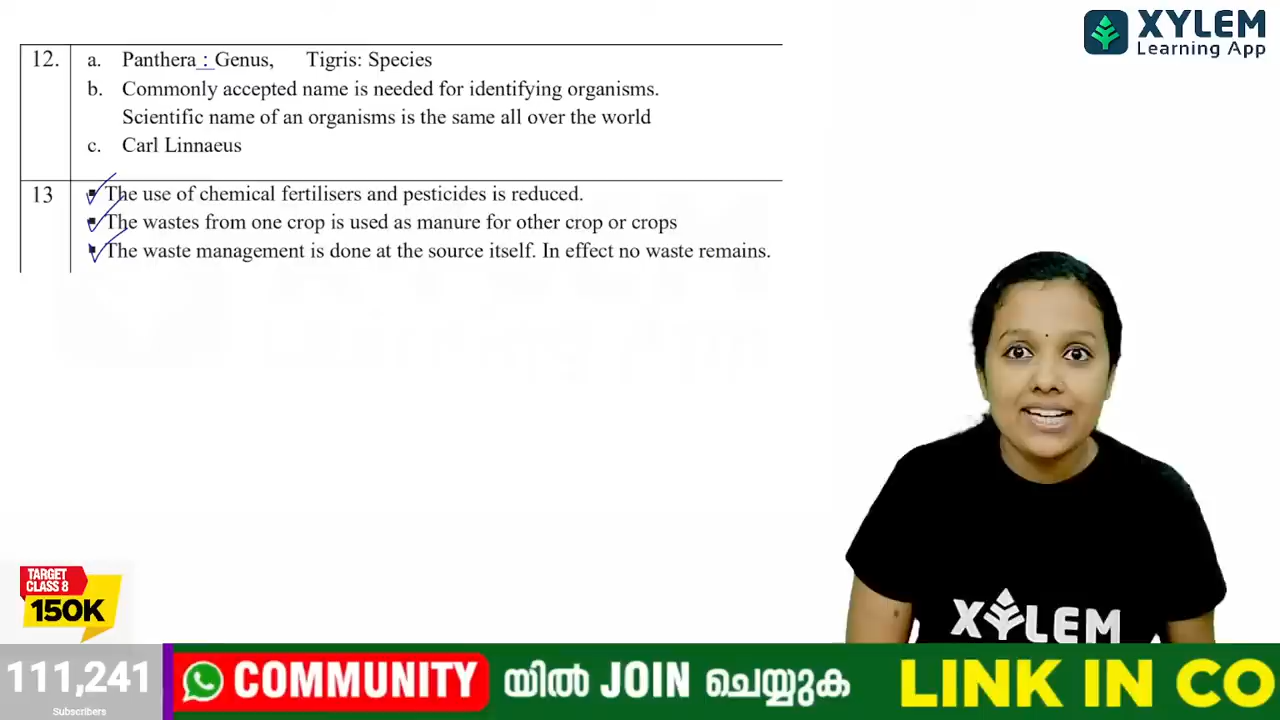 XYLEM
Learning App
12. a. Panthera : Genus, Tigris: Species
b. Commonly accepted name is needed for identifying organisms.
Scientific name of an organisms is the same all over the world
c. Carl Linnaeus
13 ▪ The use of chemical fertilisers and pesticides is reduced.
▪ The wastes from one crop is used as manure for other crop or crops
▪ The waste management is done at the source itself. In effect no waste remains.
XYLEM
TARGET
CLASS 8
150K
111,241
Subscribers
COMMUNITY യിൽ JOIN ചെയ്യുക LINK IN CO